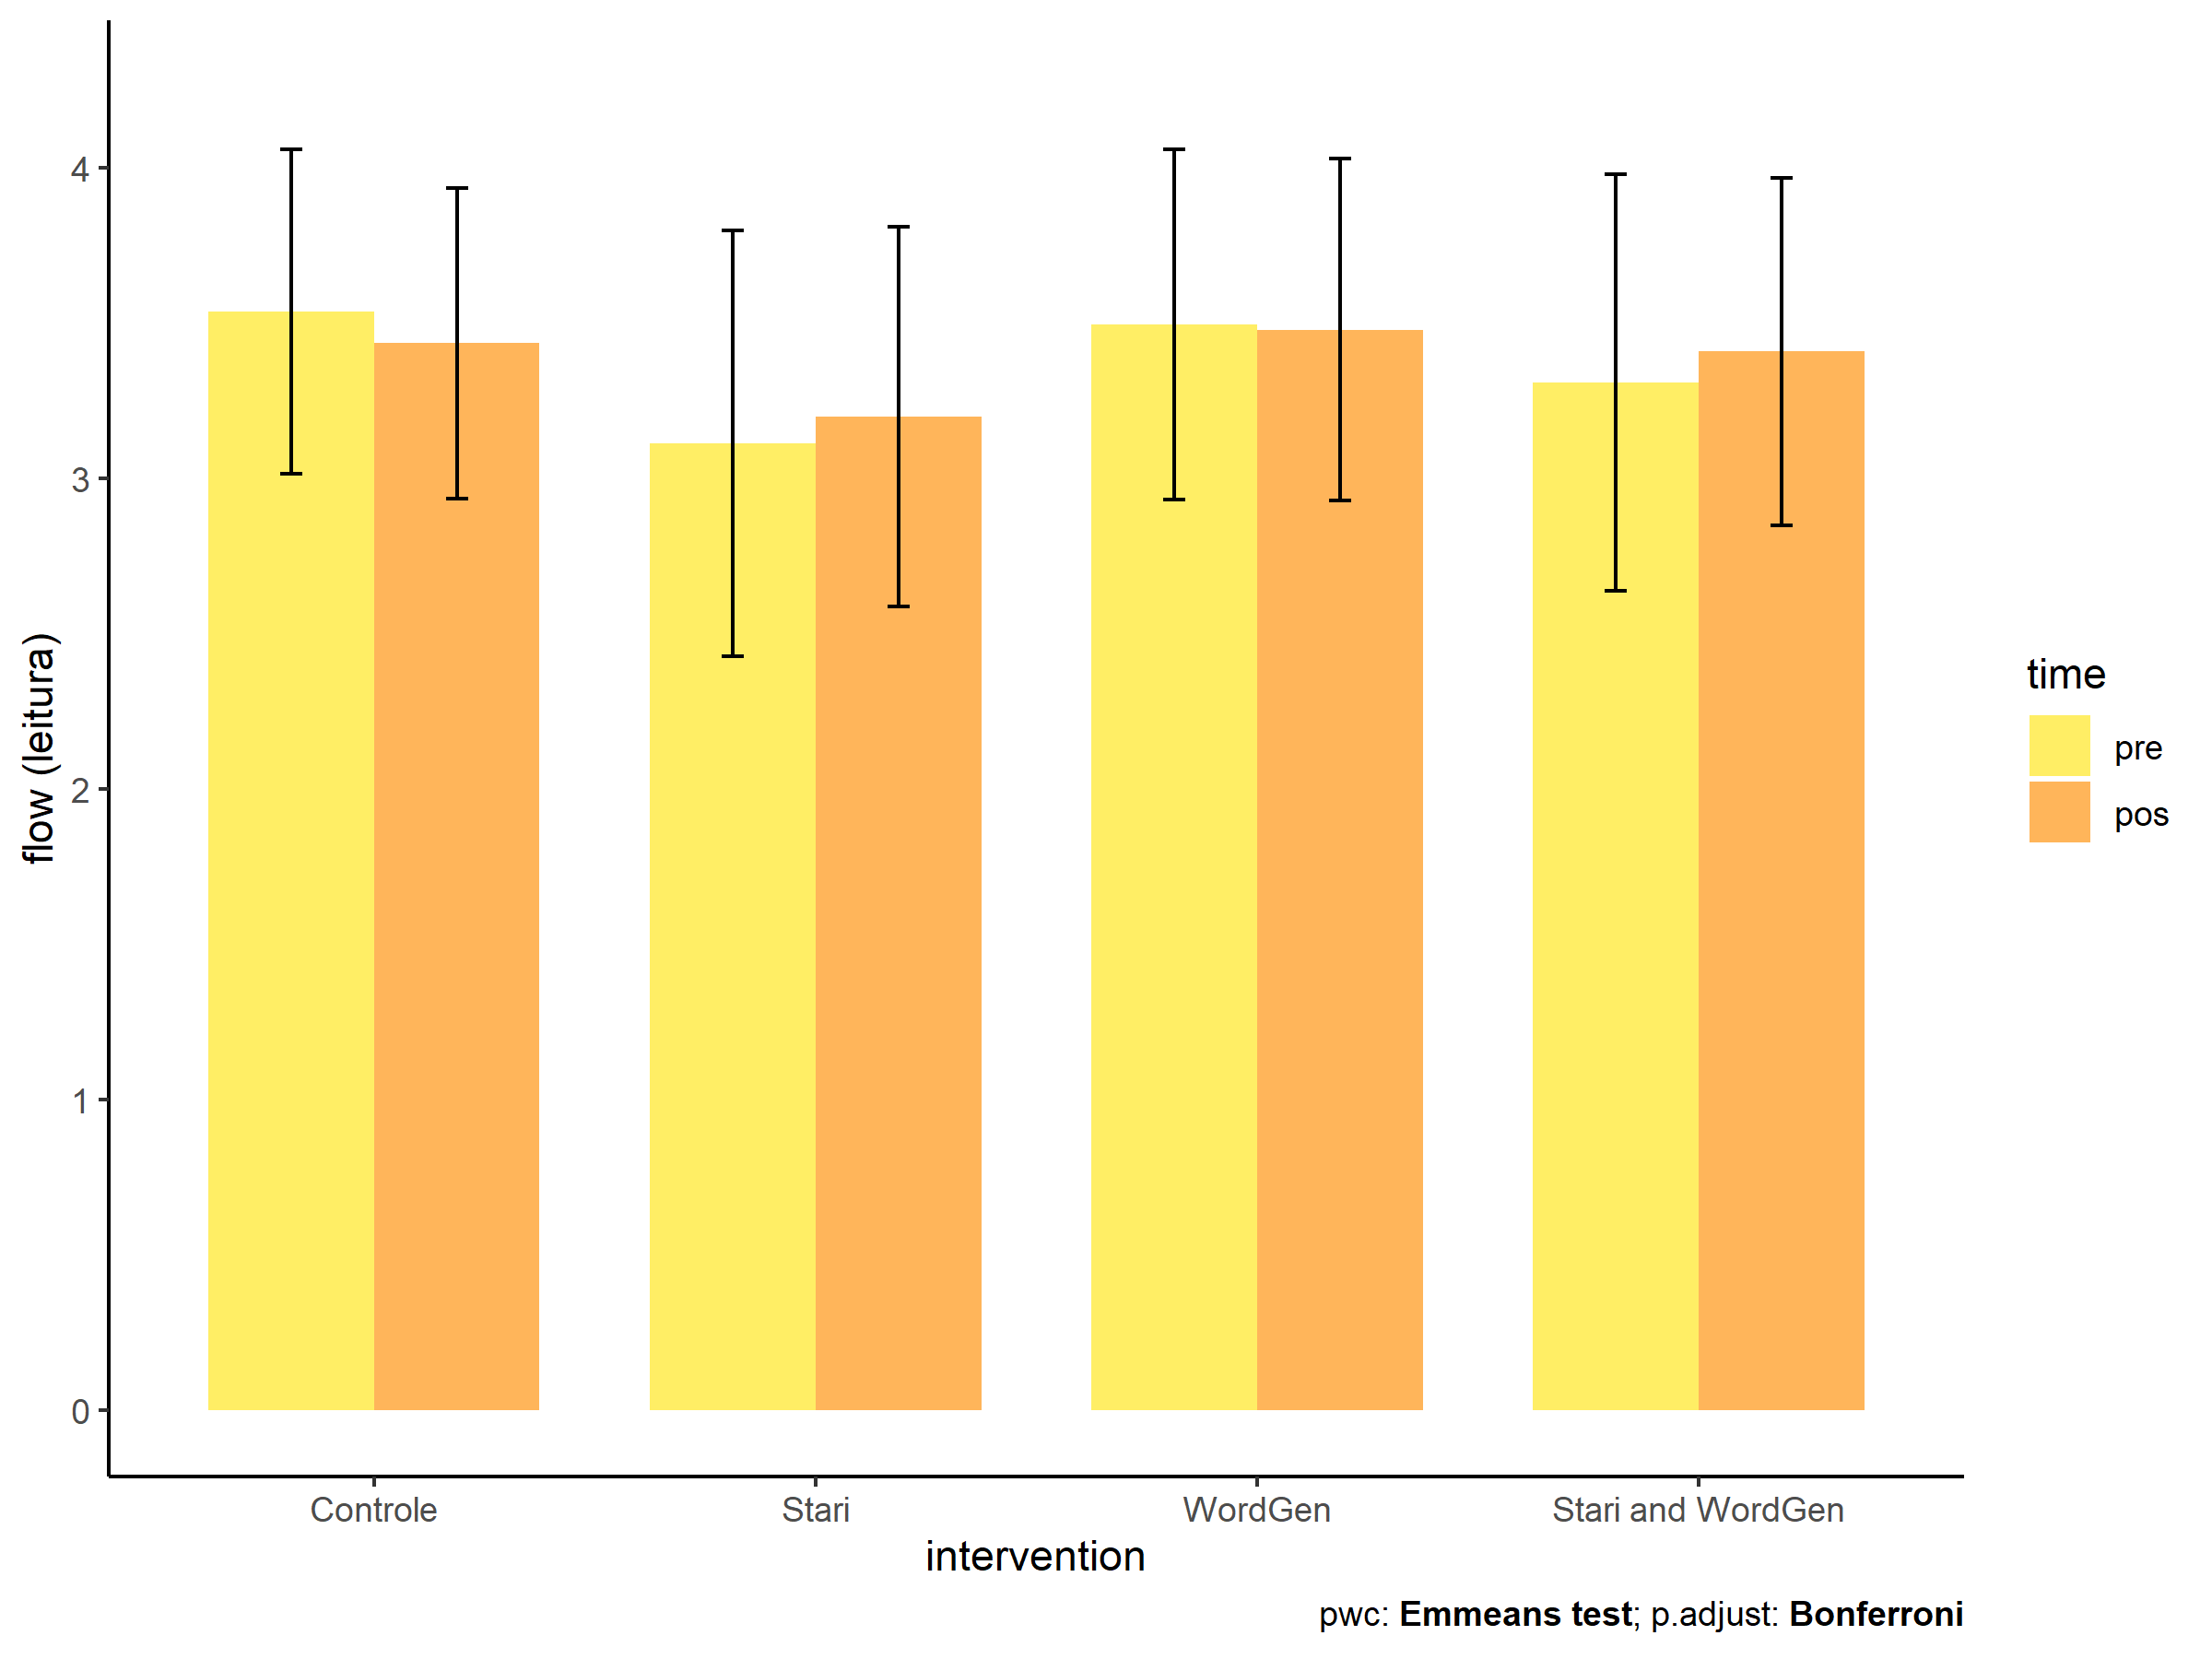 flow (leitura)
4
3
2
1
0
Controle
Stari
WordGen
Stari and WordGen
intervention
time
pre
pos
pwc: Emmeans test; p.adjust: Bonferroni